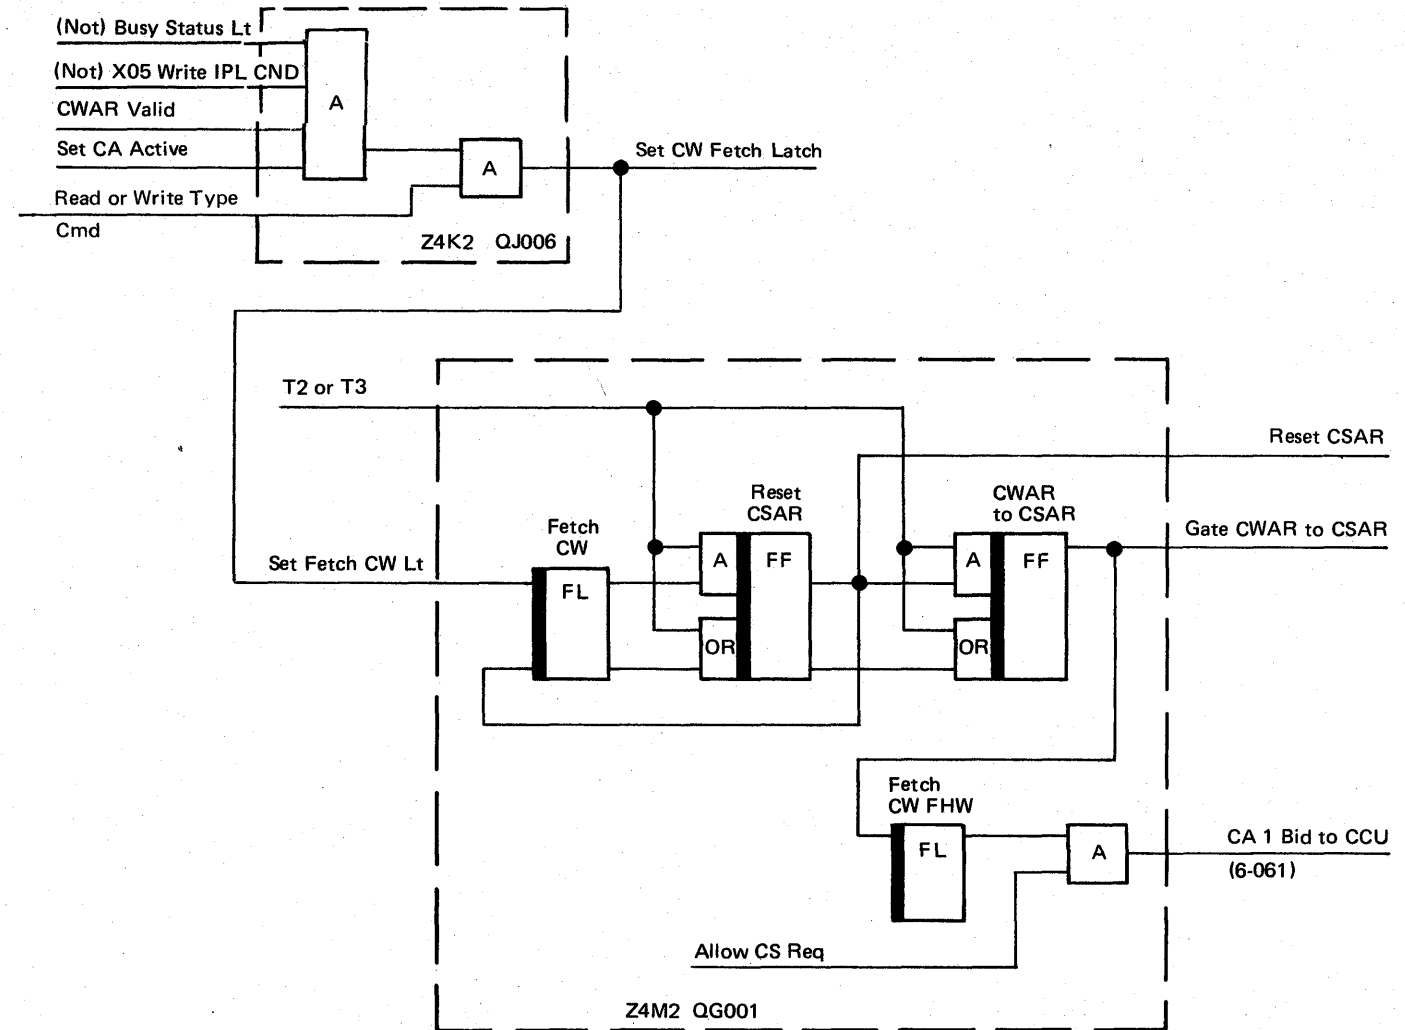 (Not) Busy Status Lt
(Not) X05 Write IPL CND
CWAR Valid
Set CA Active
Read or Write Type
Cmd
A
A
Set CW Fetch Latch
Z4K2 QJ006
T2 or T3
Reset CSAR
Reset
CSAR
CWAR
to CSAR
Gate CWAR to CSAR
Fetch
CW
Set Fetch CW Lt
FL
A
FF
OR
A
FF
OR
Fetch
CW FHW
FL
A
CA 1 Bid to CCU
(6-061)
Allow CS Req
Z4M2 QG001